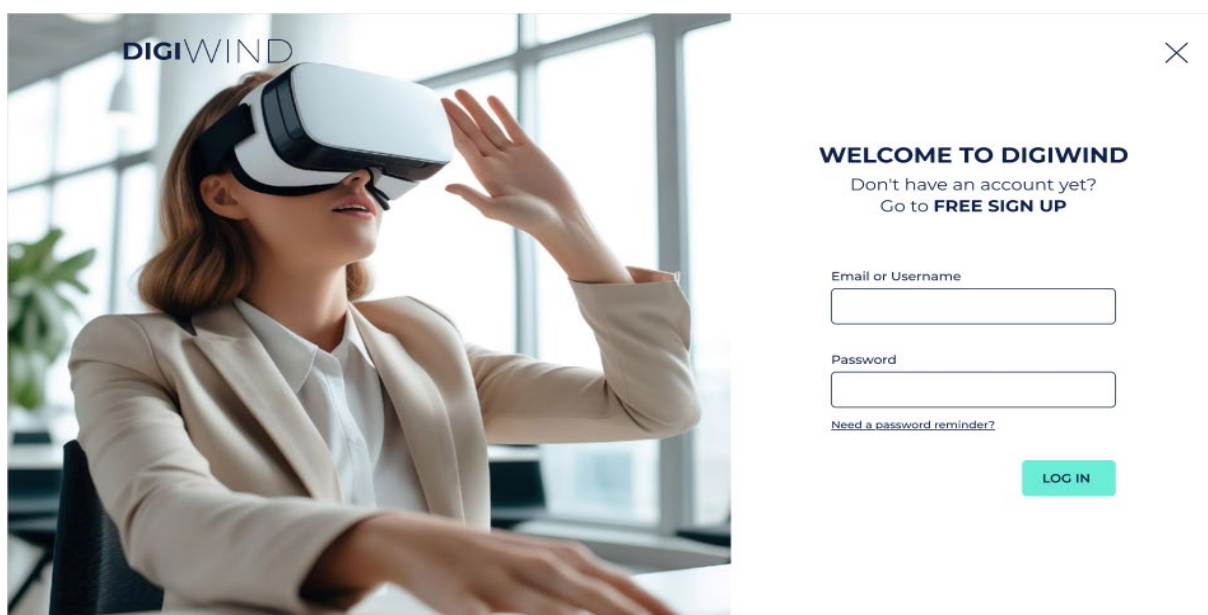 DIGIWIND
WELCOME TO DIGIWIND
Don't have an account yet?
Go to FREE SIGN UP
Email or Username
Password
Need a password reminder?
LOG IN